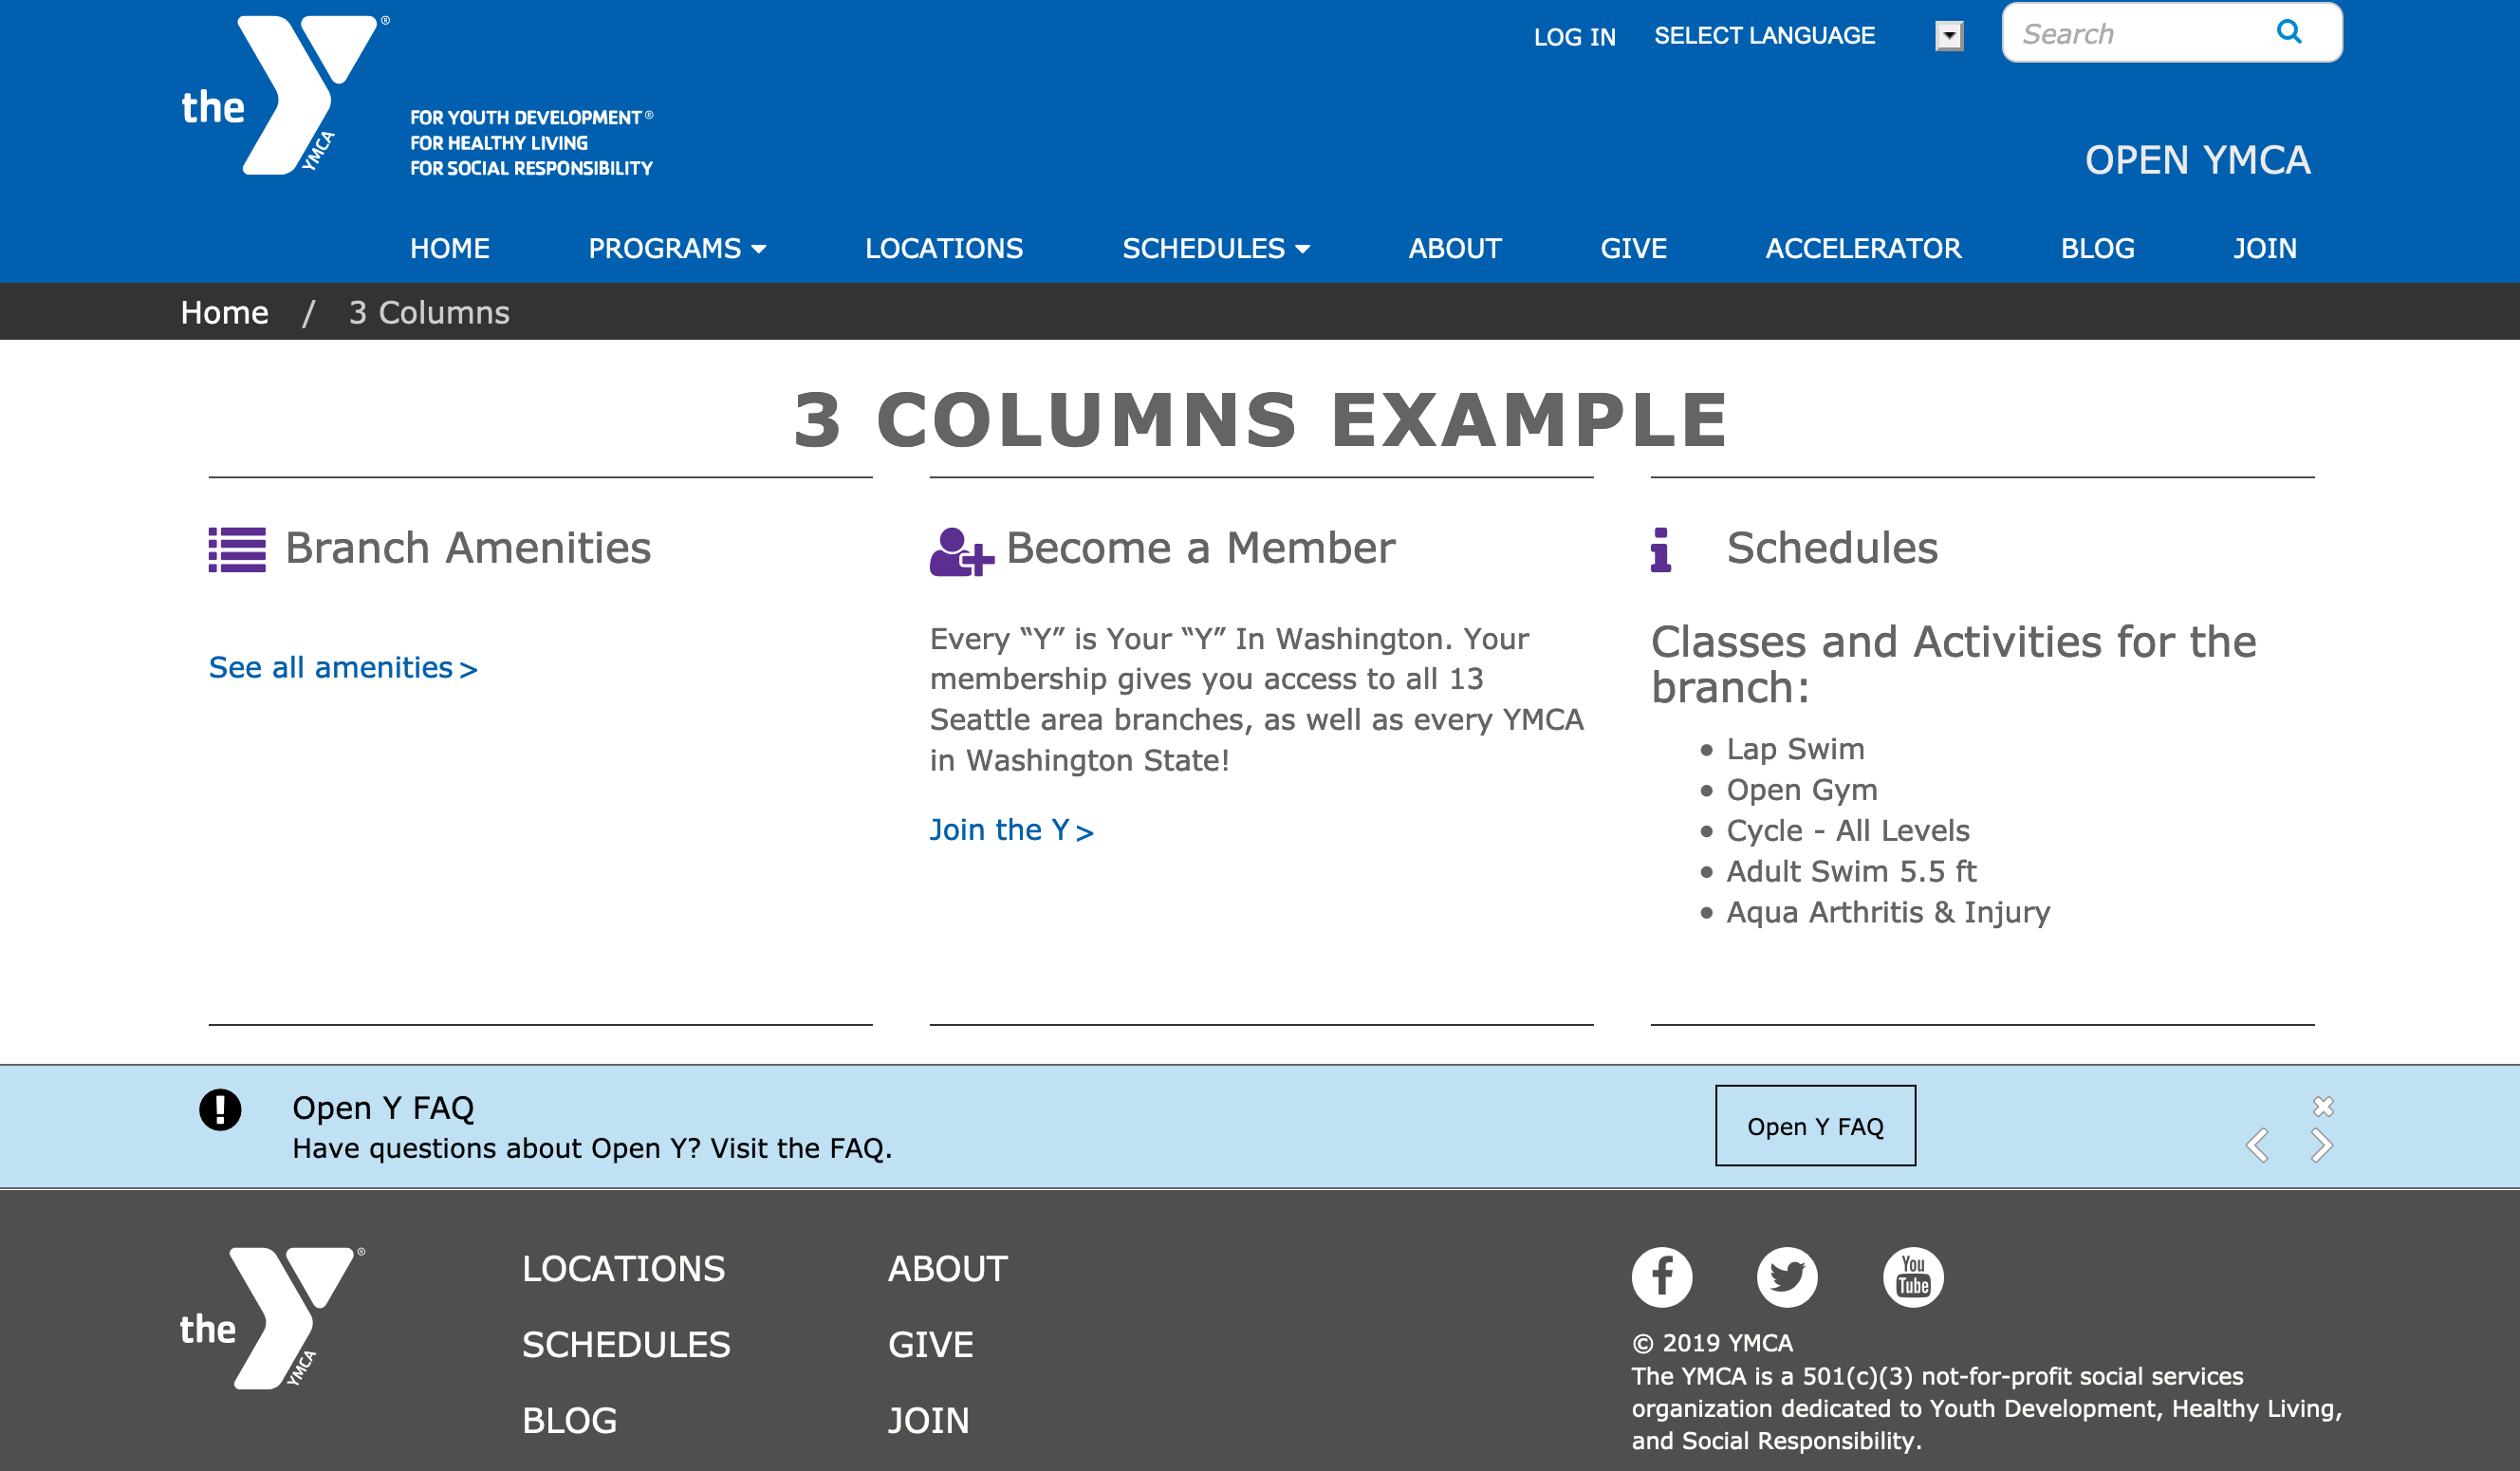 the
YMCA
®
FOR YOUTH DEVELOPMENT®
FOR HEALTHY LIVING
FOR SOCIAL RESPONSIBILITY
LOG IN
SELECT LANGUAGE
Search
OPEN YMCA
HOME
PROGRAMS
LOCATIONS
SCHEDULES
ABOUT
GIVE
ACCELERATOR
BLOG
JOIN
Home / 3 Columns
3 COLUMNS EXAMPLE
Branch Amenities
See all amenities >
Become a Member
Every “Y” is Your “Y” In Washington. Your
membership gives you access to all 13
Seattle area branches, as well as every YMCA
in Washington State!
Join the Y >
Schedules
Classes and Activities for the
branch:
• Lap Swim
• Open Gym
• Cycle - All Levels
• Adult Swim 5.5 ft
• Aqua Arthritis & Injury
Open Y FAQ
Have questions about Open Y? Visit the FAQ.
Open Y FAQ
the
YMCA
®
LOCATIONS
SCHEDULES
BLOG
ABOUT
GIVE
JOIN
You
Tube
© 2019 YMCA
The YMCA is a 501(c)(3) not-for-profit social services
organization dedicated to Youth Development, Healthy Living,
and Social Responsibility.